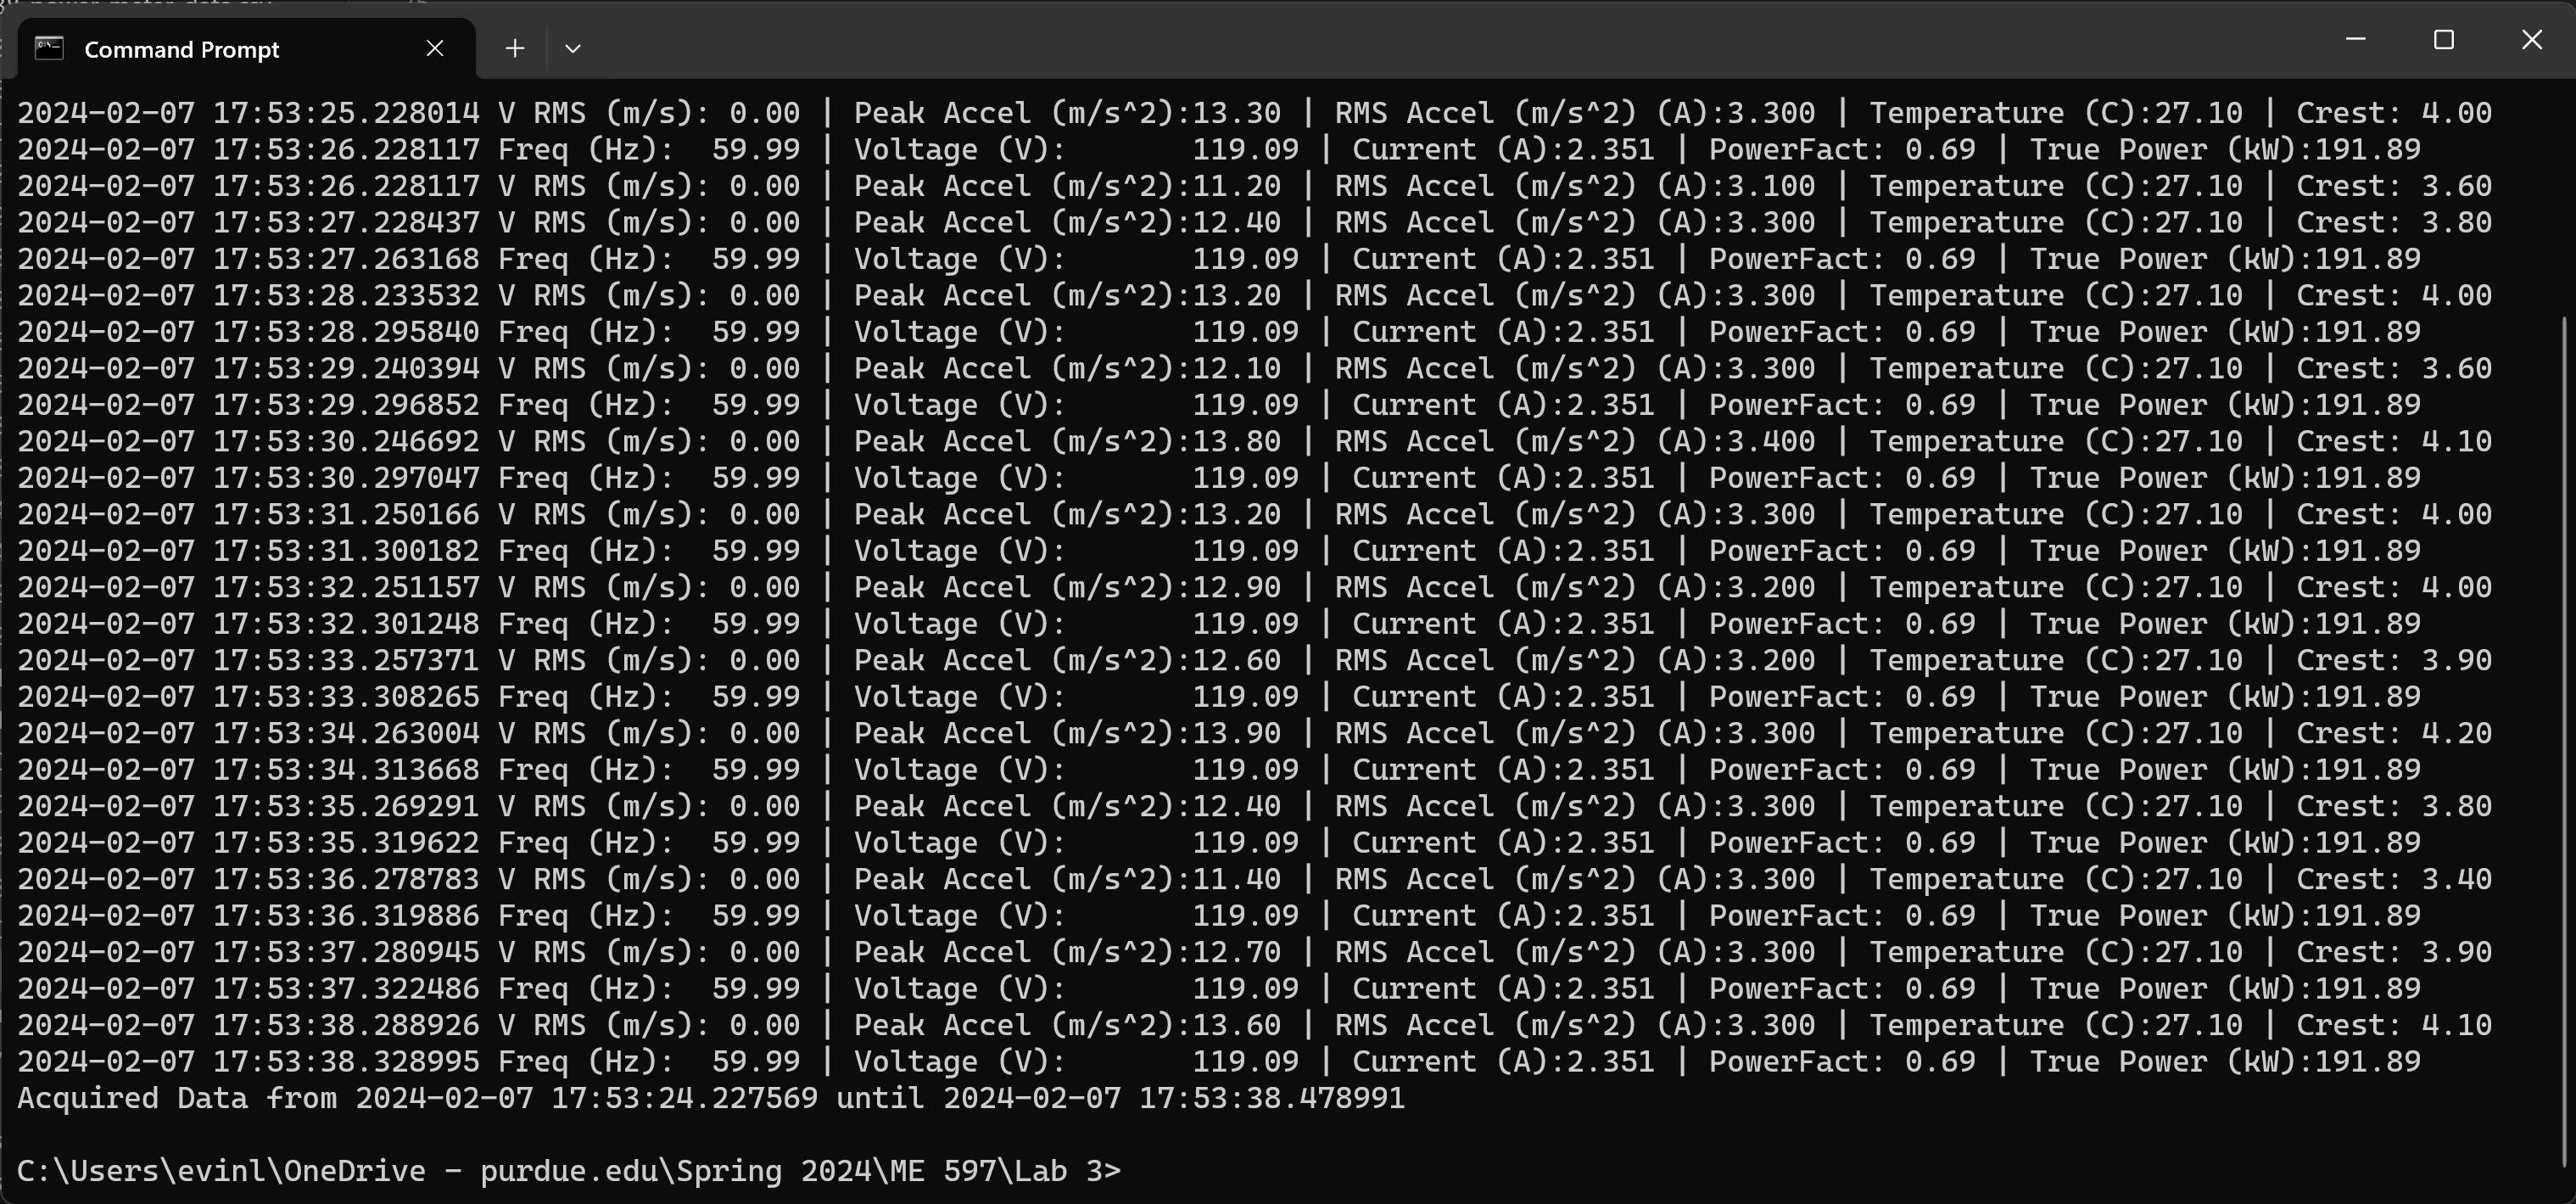 Command Prompt
2024-02-07 17:53:25.228014 V RMS (m/s): 0.00 | Peak Accel (m/s^2):13.30 | RMS Accel (m/s^2) (A):3.300 | Temperature (C):27.10 | Crest: 4.00
2024-02-07 17:53:26.228117 Freq (Hz):  59.99 | Voltage (V):       119.09 | Current (A):2.351 | PowerFact: 0.69 | True Power (kW):191.89
2024-02-07 17:53:26.228117 V RMS (m/s): 0.00 | Peak Accel (m/s^2):11.20 | RMS Accel (m/s^2) (A):3.100 | Temperature (C):27.10 | Crest: 3.60
2024-02-07 17:53:27.228437 V RMS (m/s): 0.00 | Peak Accel (m/s^2):12.40 | RMS Accel (m/s^2) (A):3.300 | Temperature (C):27.10 | Crest: 3.80
2024-02-07 17:53:27.263168 Freq (Hz):  59.99 | Voltage (V):       119.09 | Current (A):2.351 | PowerFact: 0.69 | True Power (kW):191.89
2024-02-07 17:53:28.233532 V RMS (m/s): 0.00 | Peak Accel (m/s^2):13.20 | RMS Accel (m/s^2) (A):3.300 | Temperature (C):27.10 | Crest: 4.00
2024-02-07 17:53:28.295840 Freq (Hz):  59.99 | Voltage (V):       119.09 | Current (A):2.351 | PowerFact: 0.69 | True Power (kW):191.89
2024-02-07 17:53:29.240394 V RMS (m/s): 0.00 | Peak Accel (m/s^2):12.10 | RMS Accel (m/s^2) (A):3.300 | Temperature (C):27.10 | Crest: 3.60
2024-02-07 17:53:29.296852 Freq (Hz):  59.99 | Voltage (V):       119.09 | Current (A):2.351 | PowerFact: 0.69 | True Power (kW):191.89
2024-02-07 17:53:30.246692 V RMS (m/s): 0.00 | Peak Accel (m/s^2):13.80 | RMS Accel (m/s^2) (A):3.400 | Temperature (C):27.10 | Crest: 4.10
2024-02-07 17:53:30.297047 Freq (Hz):  59.99 | Voltage (V):       119.09 | Current (A):2.351 | PowerFact: 0.69 | True Power (kW):191.89
2024-02-07 17:53:31.250166 V RMS (m/s): 0.00 | Peak Accel (m/s^2):13.20 | RMS Accel (m/s^2) (A):3.300 | Temperature (C):27.10 | Crest: 4.00
2024-02-07 17:53:31.300182 Freq (Hz):  59.99 | Voltage (V):       119.09 | Current (A):2.351 | PowerFact: 0.69 | True Power (kW):191.89
2024-02-07 17:53:32.251157 V RMS (m/s): 0.00 | Peak Accel (m/s^2):12.90 | RMS Accel (m/s^2) (A):3.200 | Temperature (C):27.10 | Crest: 4.00
2024-02-07 17:53:32.301248 Freq (Hz):  59.99 | Voltage (V):       119.09 | Current (A):2.351 | PowerFact: 0.69 | True Power (kW):191.89
2024-02-07 17:53:33.257371 V RMS (m/s): 0.00 | Peak Accel (m/s^2):12.60 | RMS Accel (m/s^2) (A):3.200 | Temperature (C):27.10 | Crest: 3.90
2024-02-07 17:53:33.308265 Freq (Hz):  59.99 | Voltage (V):       119.09 | Current (A):2.351 | PowerFact: 0.69 | True Power (kW):191.89
2024-02-07 17:53:34.263004 V RMS (m/s): 0.00 | Peak Accel (m/s^2):13.90 | RMS Accel (m/s^2) (A):3.300 | Temperature (C):27.10 | Crest: 4.20
2024-02-07 17:53:34.313668 Freq (Hz):  59.99 | Voltage (V):       119.09 | Current (A):2.351 | PowerFact: 0.69 | True Power (kW):191.89
2024-02-07 17:53:35.269291 V RMS (m/s): 0.00 | Peak Accel (m/s^2):12.40 | RMS Accel (m/s^2) (A):3.300 | Temperature (C):27.10 | Crest: 3.80
2024-02-07 17:53:35.319622 Freq (Hz):  59.99 | Voltage (V):       119.09 | Current (A):2.351 | PowerFact: 0.69 | True Power (kW):191.89
2024-02-07 17:53:36.278783 V RMS (m/s): 0.00 | Peak Accel (m/s^2):11.40 | RMS Accel (m/s^2) (A):3.300 | Temperature (C):27.10 | Crest: 3.40
2024-02-07 17:53:36.319886 Freq (Hz):  59.99 | Voltage (V):       119.09 | Current (A):2.351 | PowerFact: 0.69 | True Power (kW):191.89
2024-02-07 17:53:37.280945 V RMS (m/s): 0.00 | Peak Accel (m/s^2):12.70 | RMS Accel (m/s^2) (A):3.300 | Temperature (C):27.10 | Crest: 3.90
2024-02-07 17:53:37.322486 Freq (Hz):  59.99 | Voltage (V):       119.09 | Current (A):2.351 | PowerFact: 0.69 | True Power (kW):191.89
2024-02-07 17:53:38.288926 V RMS (m/s): 0.00 | Peak Accel (m/s^2):13.60 | RMS Accel (m/s^2) (A):3.300 | Temperature (C):27.10 | Crest: 4.10
2024-02-07 17:53:38.328995 Freq (Hz):  59.99 | Voltage (V):       119.09 | Current (A):2.351 | PowerFact: 0.69 | True Power (kW):191.89
Acquired Data from 2024-02-07 17:53:24.227569 until 2024-02-07 17:53:38.478991
C:\Users\evinl\OneDrive - purdue.edu\Spring 2024\ME 597\Lab 3>